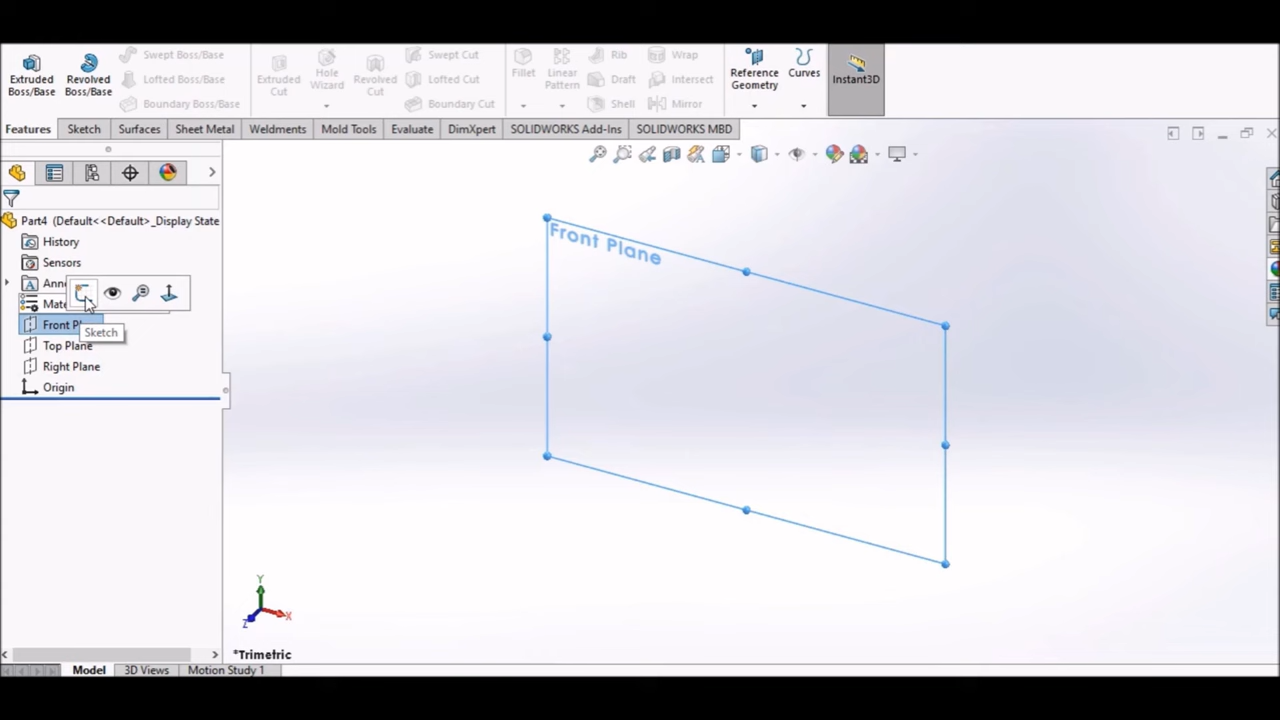 Extruded Boss/Base
Revolved Boss/Base
Swept Boss/Base
Lofted Boss/Base
Boundary Boss/Base
Extruded Cut
Hole Wizard
Revolved Cut
Swept Cut
Lofted Cut
Boundary Cut
Fillet
Linear Pattern
Rib
Draft
Shell
Wrap
Intersect
Mirror
Reference Geometry
Curves
Instant3D
Features Sketch Surfaces Sheet Metal Weldments Mold Tools Evaluate DimXpert SOLIDWORKS Add-Ins SOLIDWORKS MBD
Part4 (Default<<Default>_Display State
History
Sensors
Anne
Mate
Front Pl
Sketch
Top Plane
Right Plane
Origin
Front Plane
Y
X
Z
*Trimetric
Model 3D Views Motion Study 1